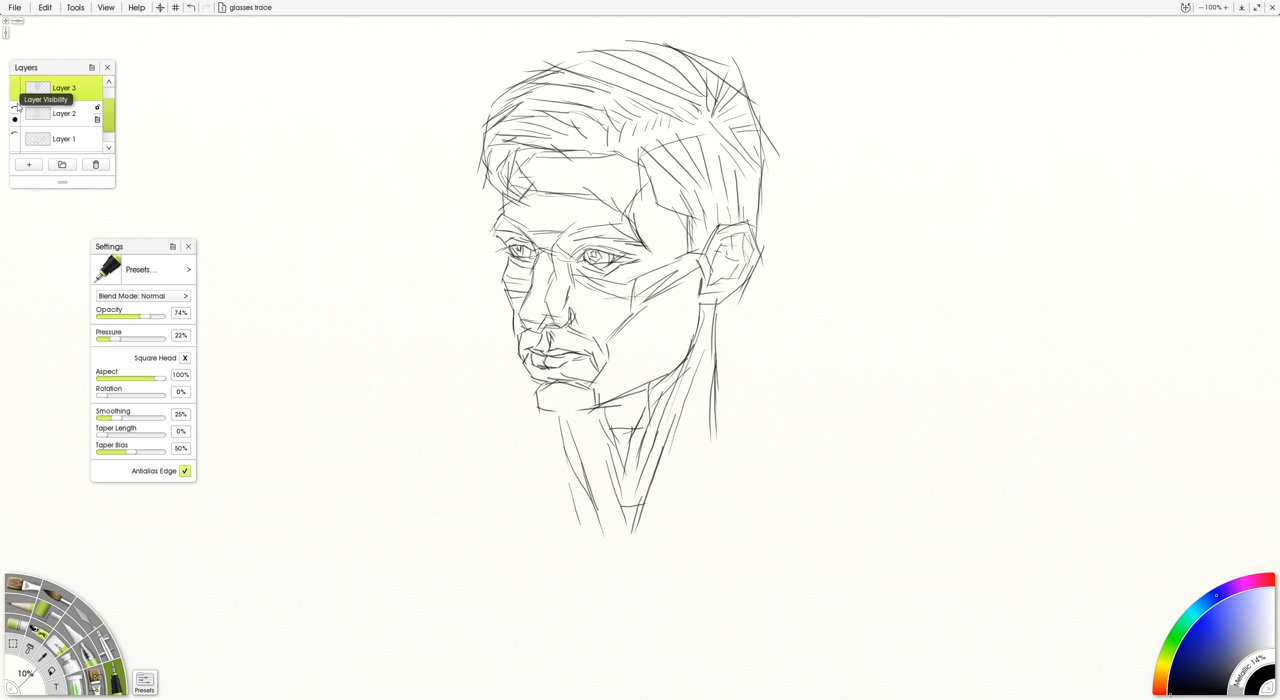 File Edit Tools View Help glasses trace −100%+
Layers
Layer 3
Layer Visibility
Layer 2
Layer 1
Settings
Presets... >
Blend Mode: Normal >
Opacity 74%
Pressure 22%
Square Head X
Aspect 100%
Rotation 0%
Smoothing 25%
Taper Length 0%
Taper Bias 50%
Antialias Edge
10%
T
Presets
Metallic 14%